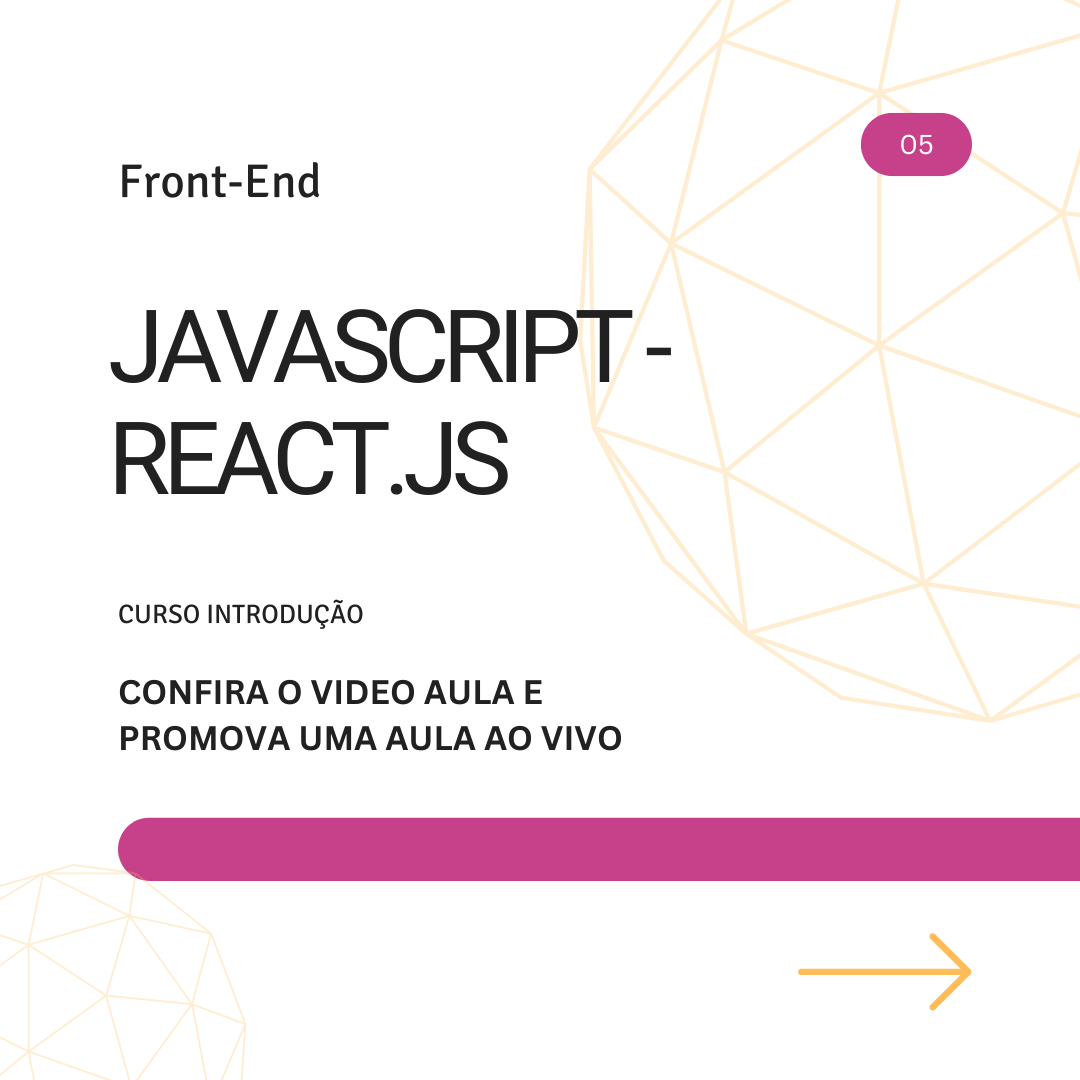 05
Front-End
JAVASCRIPT -
REACT.JS
CURSO INTRODUÇÃO
CONFIRA O VIDEO AULA E
PROMOVA UMA AULA AO VIVO